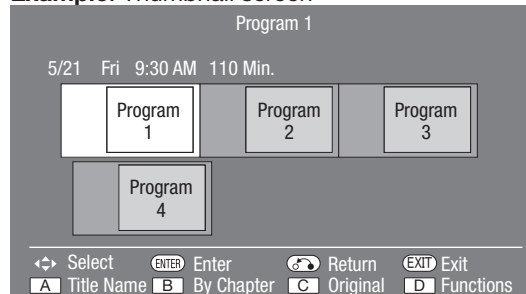 Example: Thumbnail screen
Program 1
5/21 Fri 9:30 AM 110 Min.
Program 1
Program 2
Program 3
Program 4
Select ENTER Enter Return EXIT Exit
A Title Name B By Chapter C Original D Functions